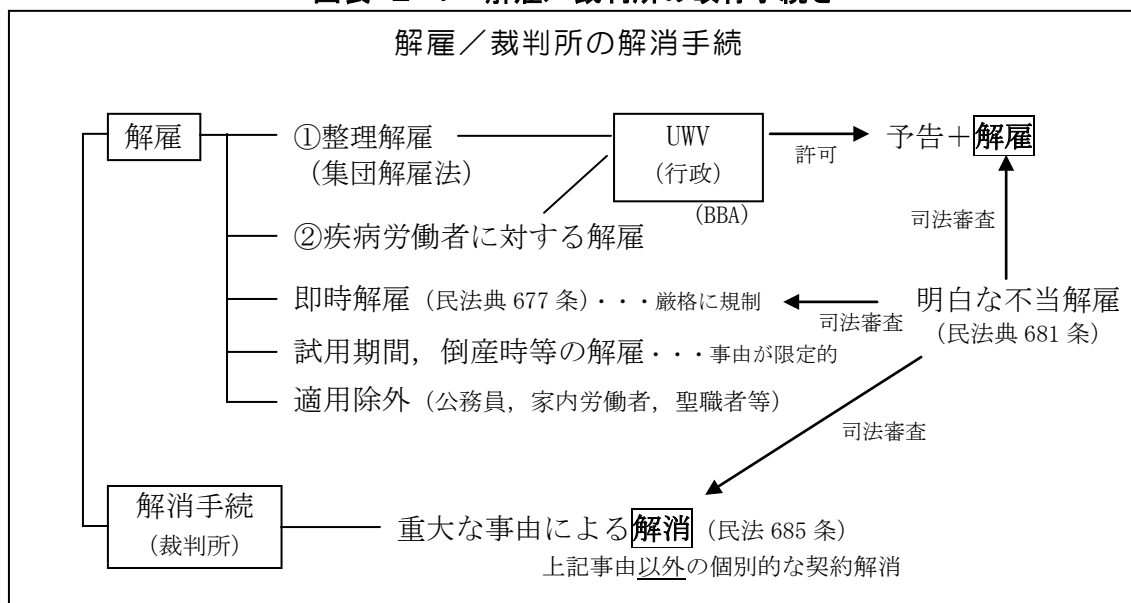 解雇／裁判所の解消手続
解雇
①整理解雇
（集団解雇法）
UWV
（行政）
（BBA）
許可
予告＋解雇
司法審査
②疾病労働者に対する解雇
即時解雇（民法典 677 条）・・・厳格に規制
司法審査
明白な不当解雇
（民法典 681 条）
試用期間，倒産時等の解雇・・・事由が限定的
適用除外（公務員，家内労働者，聖職者等）
司法審査
解消手続
（裁判所）
重大な事由による解消（民法 685 条）
上記事由以外の個別的な契約解消